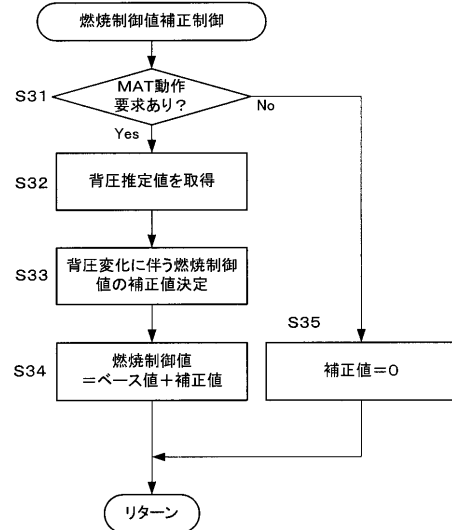 燃焼制御値補正制御
S31
MAT動作
要求あり？
No
Yes
S32
背圧推定値を取得
S33
背圧変化に伴う燃焼制御
値の補正値決定
S35
S34
燃焼制御値
＝ベース値＋補正値
補正値＝0
リターン